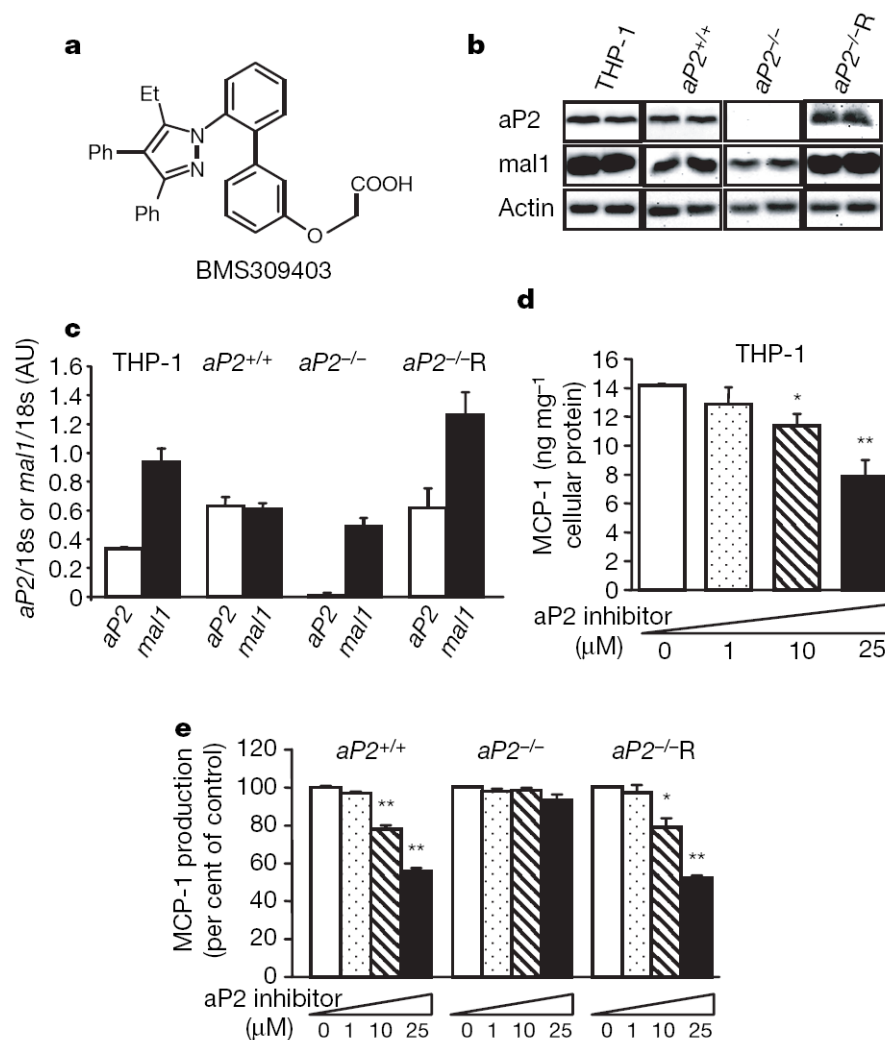 a
Et
N
N
Ph
Ph
O
COOH
BMS309403
b
THP-1 aP2+/+ aP2–/– aP2–/–R
aP2
mal1
Actin
c
aP2/18s or mal1/18s (AU)
1.6
1.4
1.2
1.0
0.8
0.6
0.4
0.2
0
THP-1 aP2+/+ aP2–/– aP2–/–R
aP2 mal1 aP2 mal1 aP2 mal1 aP2 mal1
d
THP-1
MCP-1 (ng mg–1
cellular protein)
16
14
12
10
8
6
4
2
0
*
**
aP2 inhibitor
(µM) 0 1 10 25
e
MCP-1 production
(per cent of control)
120
100
80
60
40
20
0
aP2+/+ aP2–/– aP2–/–R
** *
** **
aP2 inhibitor
(µM) 0 1 10 25 0 1 10 25 0 1 10 25